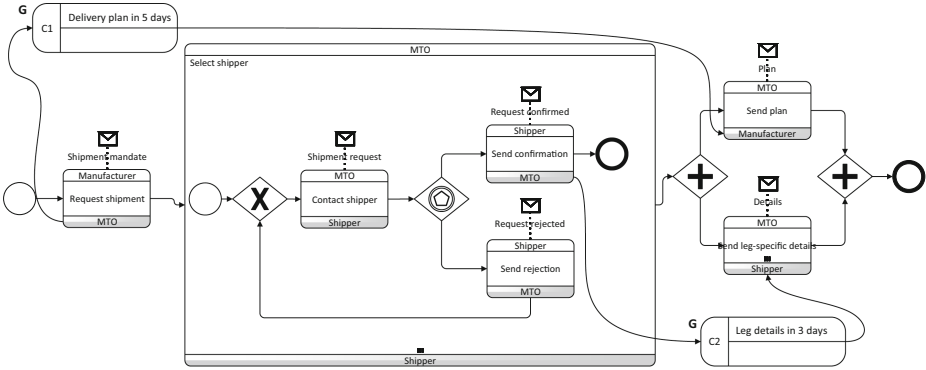 G
C1
Delivery plan in 5 days
Shipment mandate
Manufacturer
Request shipment
MTO
MTO
Select shipper
Shipment request
MTO
Contact shipper
Shipper
X
Request confirmed
Shipper
Send confirmation
MTO
Request rejected
Shipper
Send rejection
MTO
Shipper
Plan
MTO
Send plan
Manufacturer
Details
MTO
Send leg-specific details
Shipper
G
C2
Leg details in 3 days